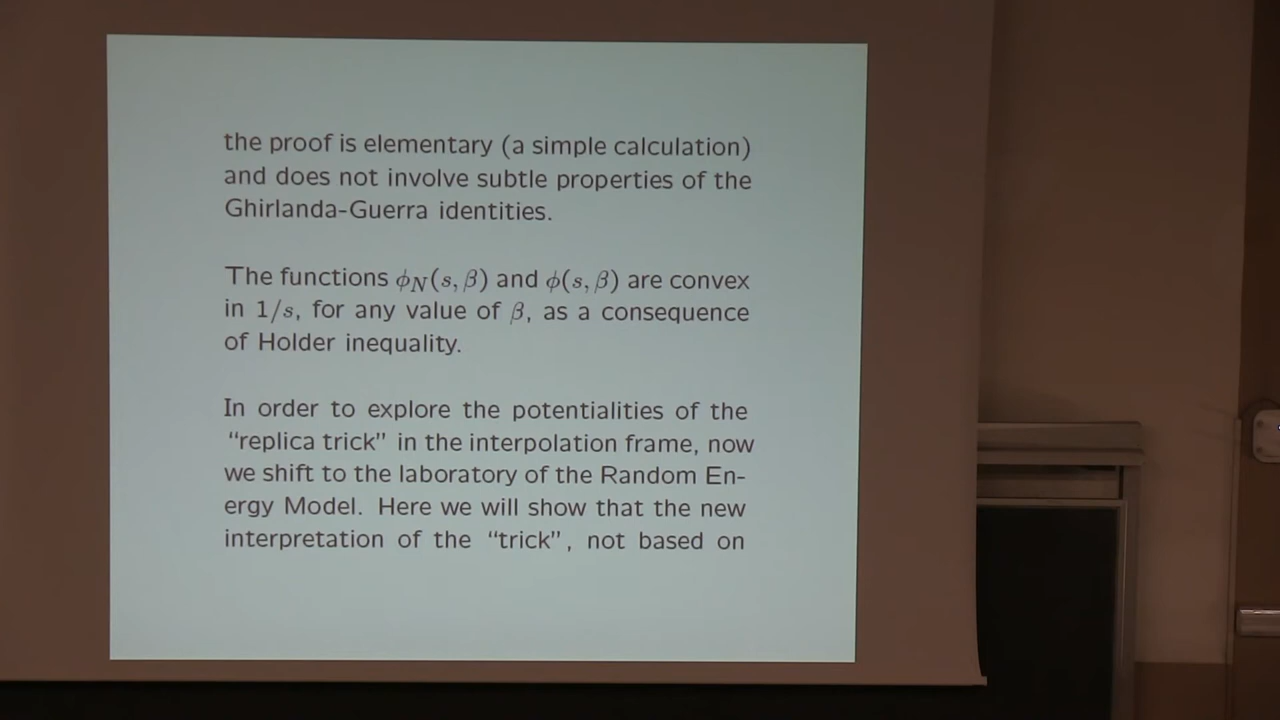 the proof is elementary (a simple calculation)
and does not involve subtle properties of the
Ghirlanda-Guerra identities.
The functions ϕN(s, β) and ϕ(s, β) are convex
in 1/s, for any value of β, as a consequence
of Holder inequality.
In order to explore the potentialities of the
“replica trick” in the interpolation frame, now
we shift to the laboratory of the Random En-
ergy Model. Here we will show that the new
interpretation of the “trick”, not based on